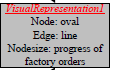 VisualRepresentation1
Node: oval
Edge: line
Nodesize: progress of
factory orders